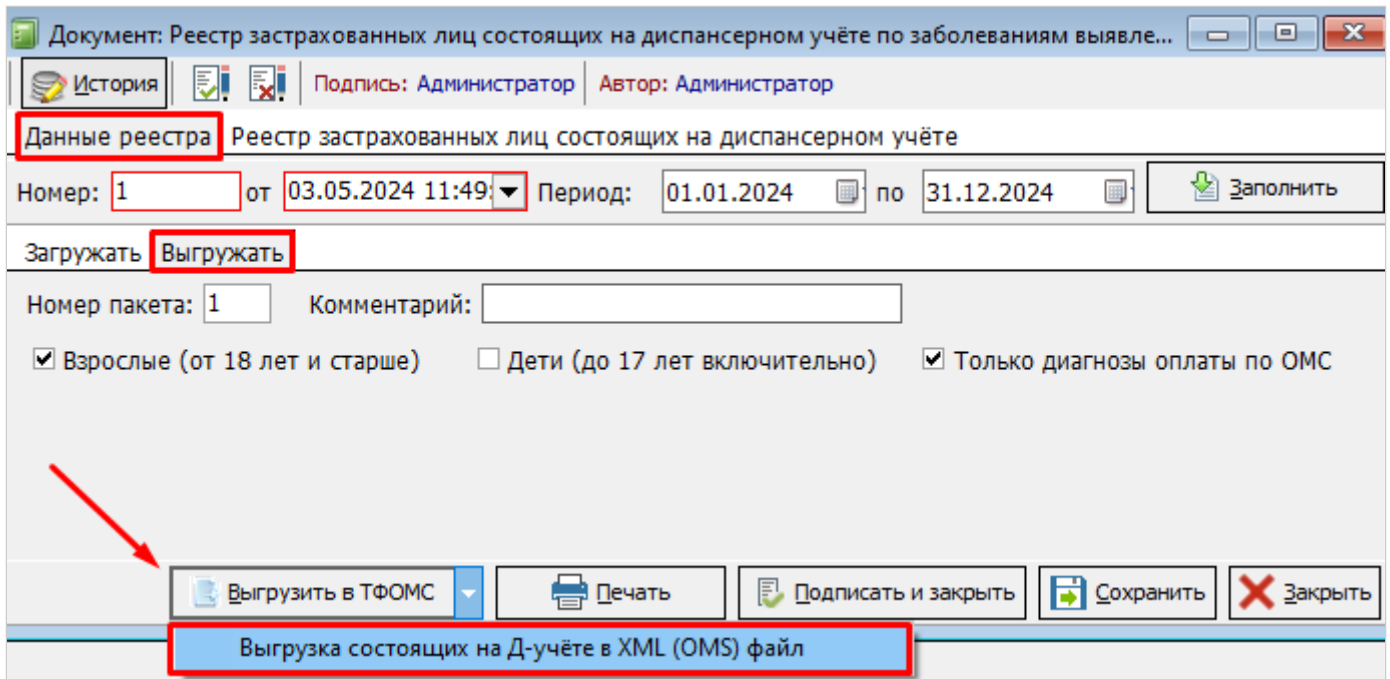 Документ: Реестр застрахованных лиц состоящих на диспансерном учёте по заболеваниям выявле...
История Подпись: Администратор Автор: Администратор
Данные реестра Реестр застрахованных лиц состоящих на диспансерном учёте
Номер: 1 от 03.05.2024 11:49: Период: 01.01.2024 по 31.12.2024 Заполнить
Загружать Выгружать
Номер пакета: 1 Комментарий:
Взрослые (от 18 лет и старше) Дети (до 17 лет включительно) Только диагнозы оплаты по ОМС
Выгрузить в ТФОМС Печать Подписать и закрыть Сохранить Закрыть
Выгрузка состоящих на Д-учёте в XML (OMS) файл